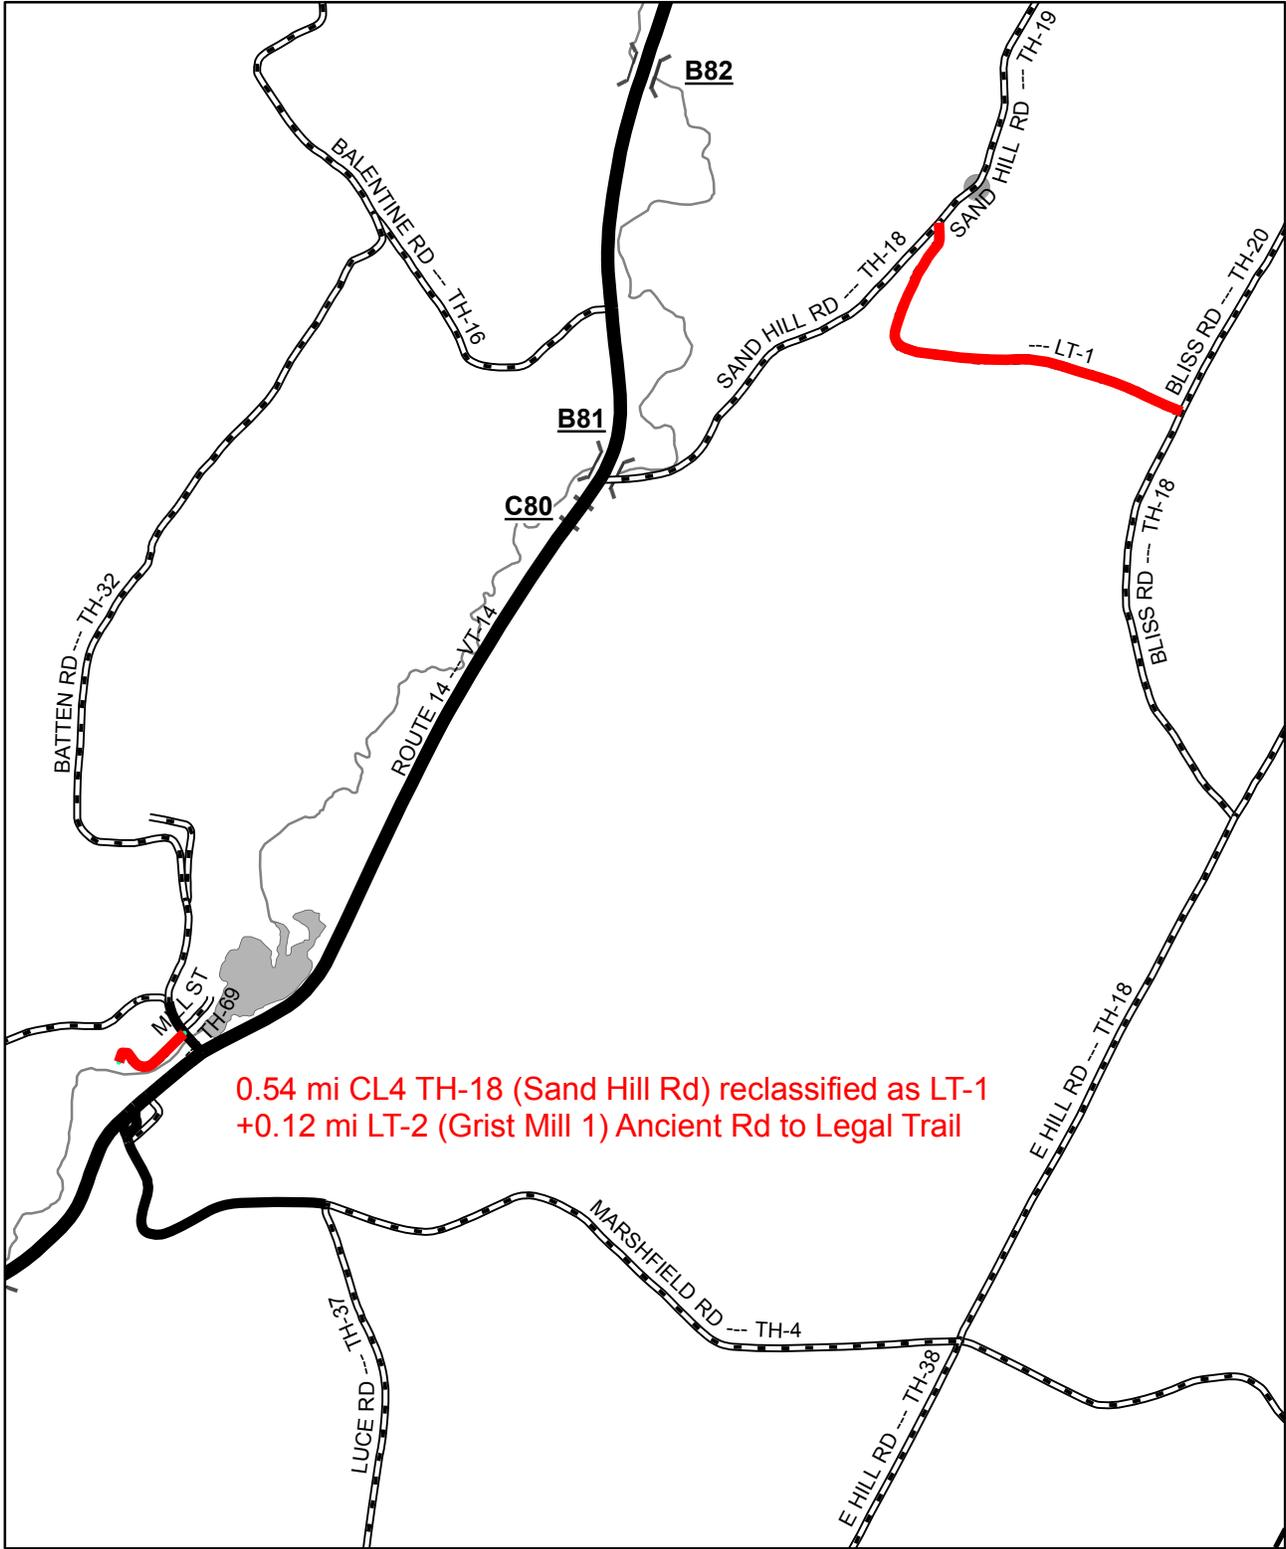 B82
SAND HILL RD --- TH-19
BALENTINE RD --- TH-16
SAND HILL RD --- TH-18
BLISS RD --- TH-20
--- LT-1
B81
C80
BLISS RD --- TH-18
BATTEN RD --- TH-32
ROUTE 14 --- VT-14
MILL ST
TH-69
E HILL RD --- TH-18
0.54 mi CL4 TH-18 (Sand Hill Rd) reclassified as LT-1
+0.12 mi LT-2 (Grist Mill 1) Ancient Rd to Legal Trail
MARSHFIELD RD --- TH-4
LUCE RD --- TH-37
E HILL RD --- TH-38